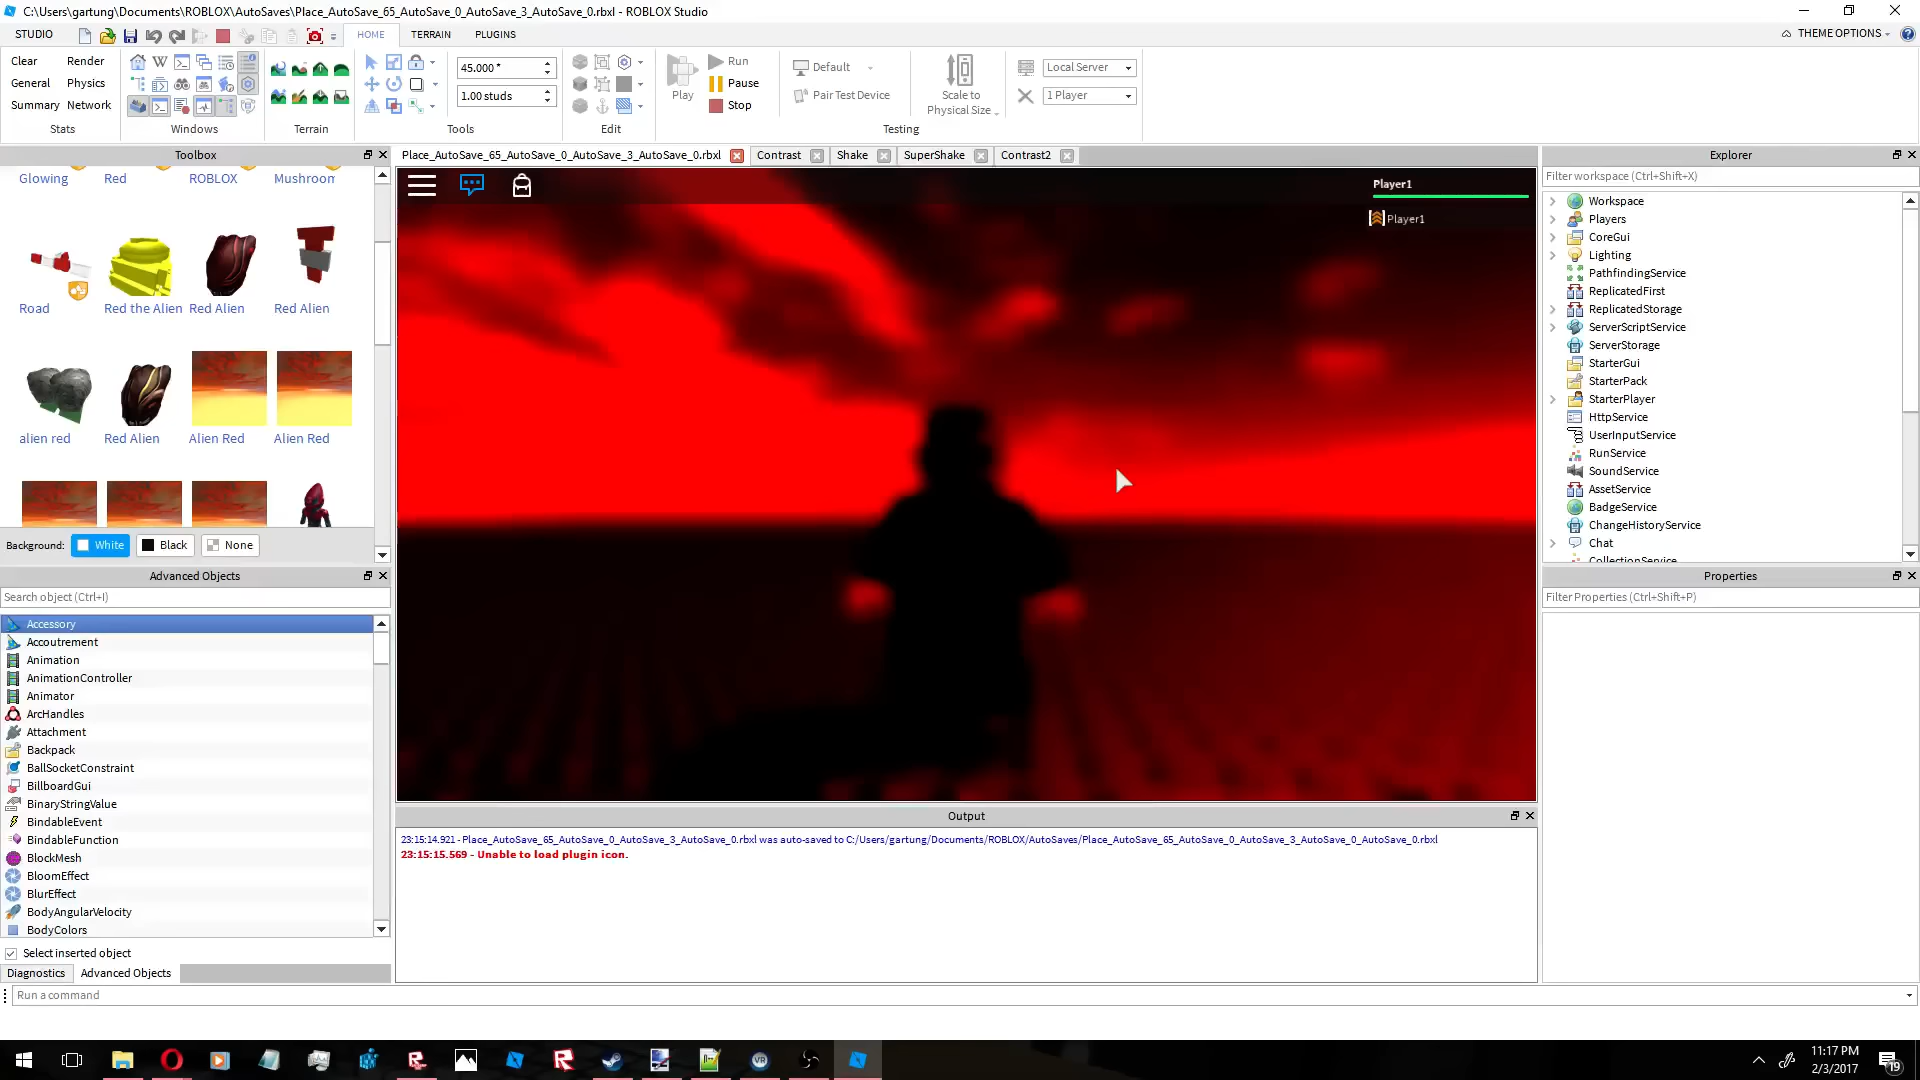 C:\Users\gartung\Documents\ROBLOX\AutoSaves\Place_AutoSave_65_AutoSave_0_AutoSave_3_AutoSave_0.rbxl - ROBLOX Studio
STUDIO HOME TERRAIN PLUGINS THEME OPTIONS
Clear Render
General Physics
Summary Network
Stats Windows Terrain
45.000 °
1.00 studs
Tools Edit
Play
Run
Pause
Stop
Default
Pair Test Device
Scale to
Physical Size
Local Server
1 Player
Testing
Toolbox
Glowing Red ROBLOX Mushroom
Road Red the Alien Red Alien Red Alien
alien red Red Alien Alien Red Alien Red
Background: White Black None
Advanced Objects
Search object (Ctrl+I)
Accessory
Accoutrement
Animation
AnimationController
Animator
ArcHandles
Attachment
Backpack
BallSocketConstraint
BillboardGui
BinaryStringValue
BindableEvent
BindableFunction
BlockMesh
BloomEffect
BlurEffect
BodyAngularVelocity
BodyColors
Select inserted object
Diagnostics Advanced Objects
Run a command
Place_AutoSave_65_AutoSave_0_AutoSave_3_AutoSave_0.rbxl Contrast Shake SuperShake Contrast2
Player1
Player1
Output
23:15:14.921 - Place_AutoSave_65_AutoSave_0_AutoSave_3_AutoSave_0.rbxl was auto-saved to C:/Users/gartung/Documents/ROBLOX/AutoSaves/Place_AutoSave_65_AutoSave_0_AutoSave_3_AutoSave_0_AutoSave_0.rbxl
23:15:15.569 - Unable to load plugin icon.
Explorer
Filter workspace (Ctrl+Shift+X)
Workspace
Players
CoreGui
Lighting
PathfindingService
ReplicatedFirst
ReplicatedStorage
ServerScriptService
ServerStorage
StarterGui
StarterPack
StarterPlayer
HttpService
UserInputService
RunService
SoundService
AssetService
BadgeService
ChangeHistoryService
Chat
CollectionService
Properties
Filter Properties (Ctrl+Shift+P)
11:17 PM
2/3/2017
19